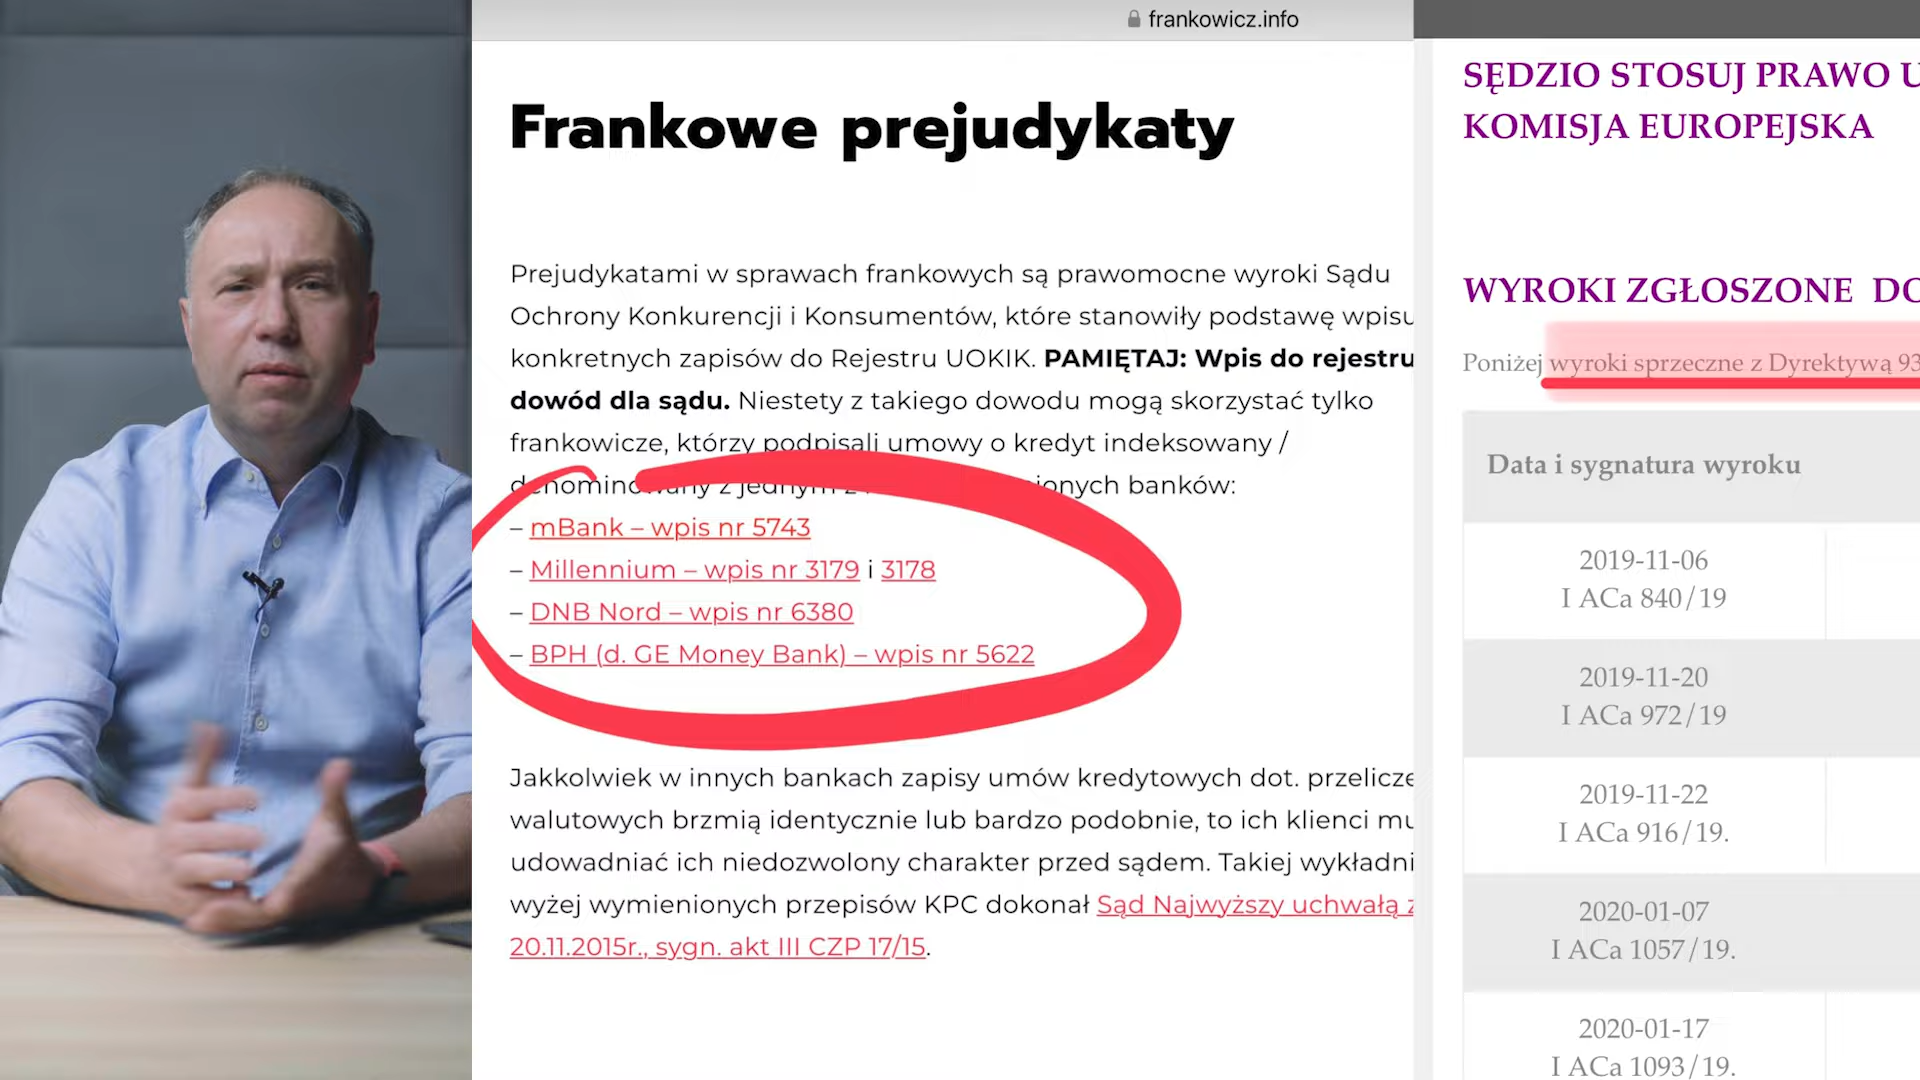 frankowicz.info
Frankowe prejudykaty
Prejudykatami w sprawach frankowych są prawomocne wyroki Sądu
Ochrony Konkurencji i Konsumentów, które stanowiły podstawę wpisu
konkretnych zapisów do Rejestru UOKIK. PAMIĘTAJ: Wpis do rejestru
dowód dla sądu. Niestety z takiego dowodu mogą skorzystać tylko
frankowicze, którzy podpisali umowy o kredyt indeksowany /
denominowany z jednym z banków:
– mBank – wpis nr 5743
– Millennium – wpis nr 3179 i 3178
– DNB Nord – wpis nr 6380
– BPH (d. GE Money Bank) – wpis nr 5622
Jakkolwiek w innych bankach zapisy umów kredytowych dot. przelicze
walutowych brzmią identycznie lub bardzo podobnie, to ich klienci mu
udowadniać ich niedozwolony charakter przed sądem. Takiej wykładni
wyżej wymienionych przepisów KPC dokonał Sąd Najwyższy uchwałą z
20.11.2015r., sygn. akt III CZP 17/15.
SĘDZIO STOSUJ PRAWO U
KOMISJA EUROPEJSKA
WYROKI ZGŁOSZONE DO
Poniżej wyroki sprzeczne z Dyrektywą 93
Data i sygnatura wyroku
2019-11-06
I ACa 840/19
2019-11-20
I ACa 972/19
2019-11-22
I ACa 916/19.
2020-01-07
I ACa 1057/19.
2020-01-17
I ACa 1093/19.